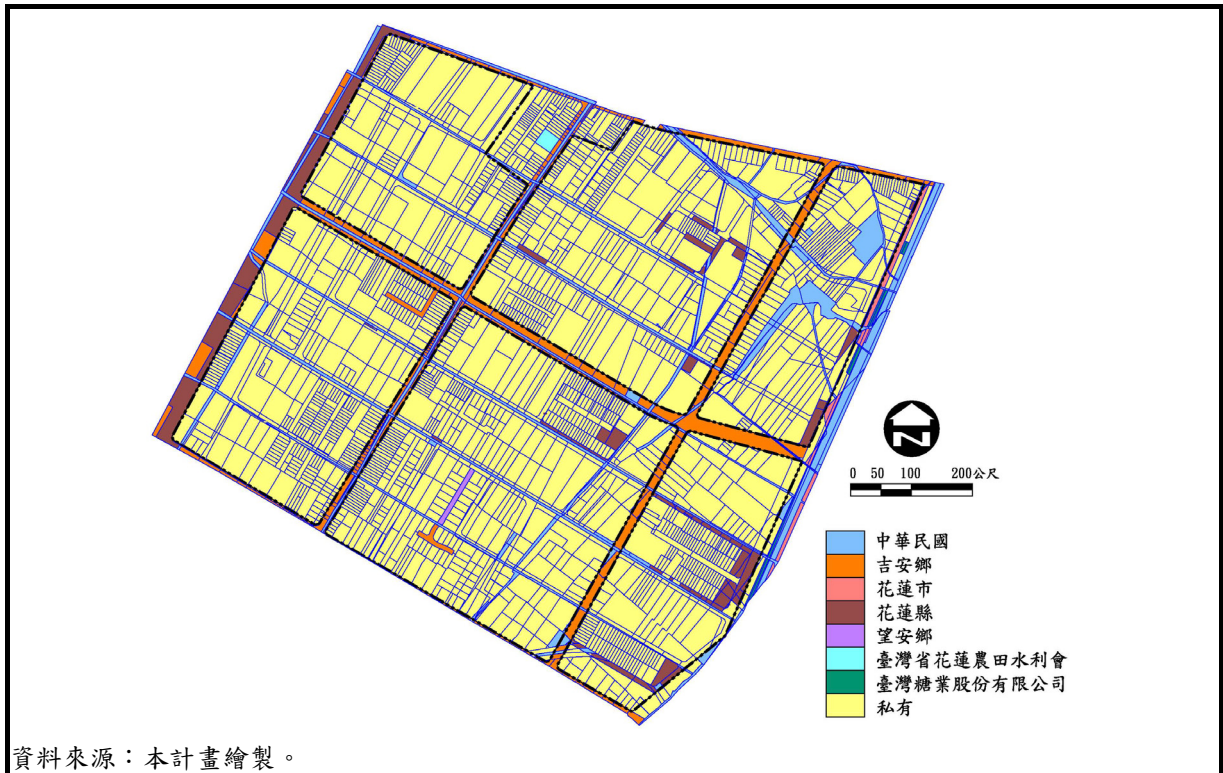 N
0 50 100 200公尺
中華民國
吉安鄉
花蓮市
花蓮縣
望安鄉
臺灣省花蓮農田水利會
臺灣糖業股份有限公司
私有
資料來源：本計畫繪製。